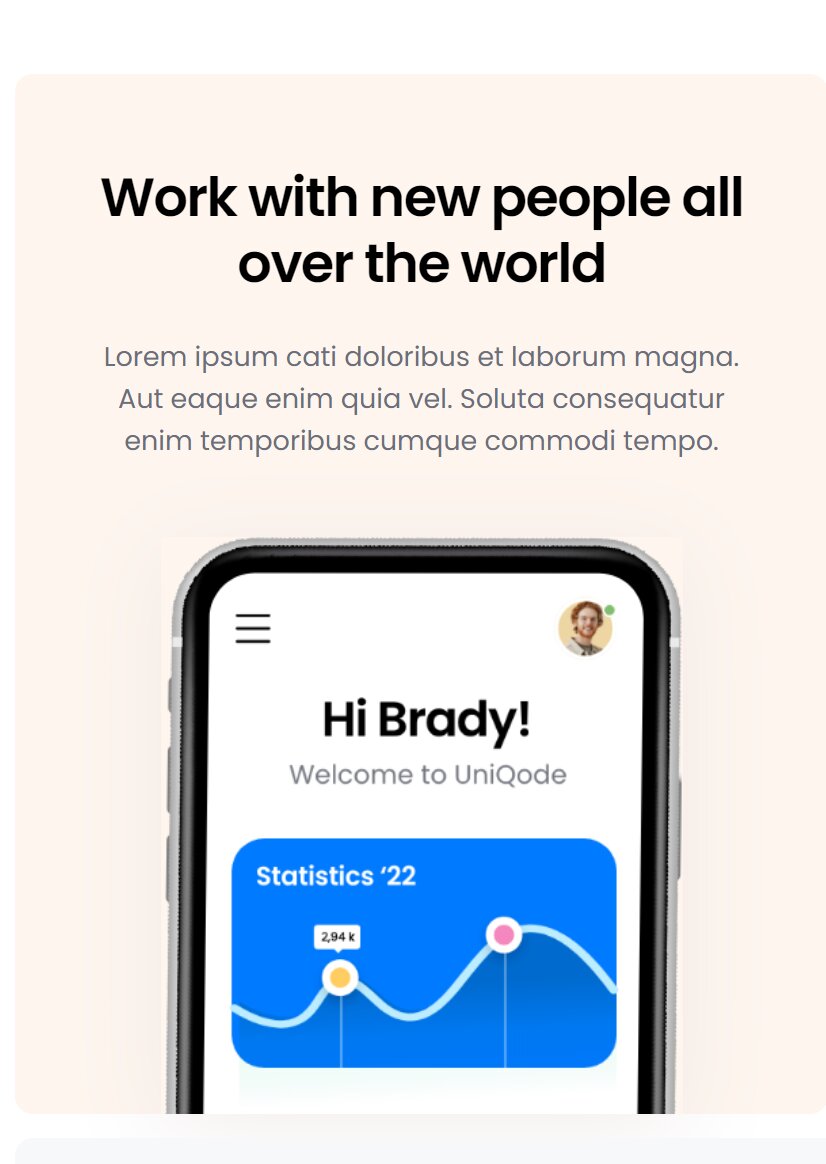 Work with new people all
over the world
Lorem ipsum cati doloribus et laborum magna.
Aut eaque enim quia vel. Soluta consequatur
enim temporibus cumque commodi tempo.
Hi Brady!
Welcome to UniQode
Statistics ‘22
2,94 k